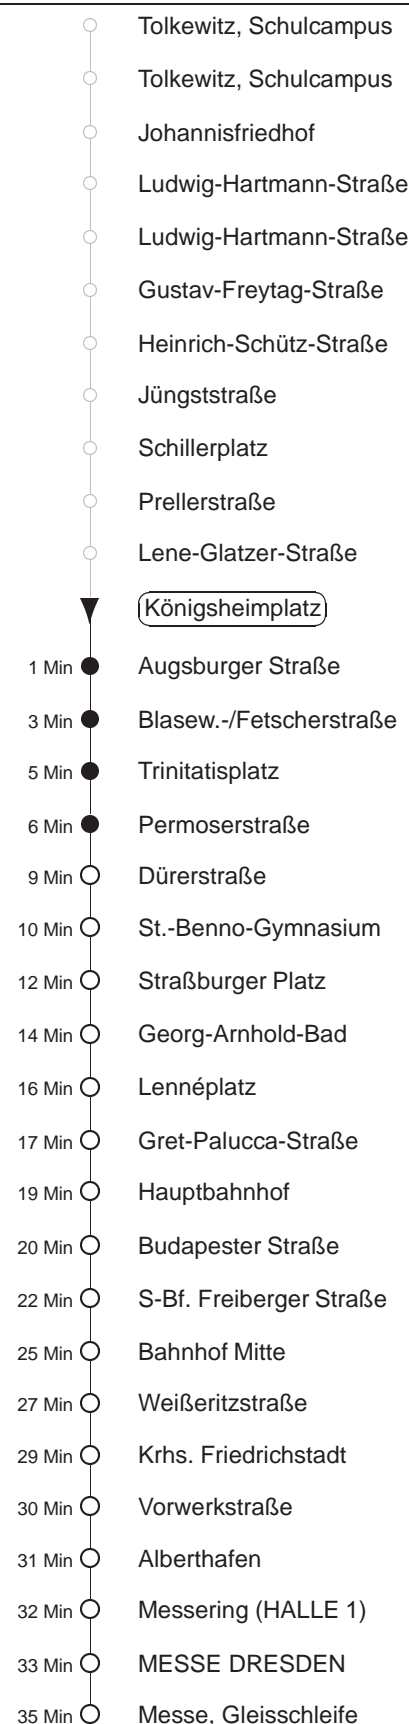 Tolkewitz, Schulcampus
Tolkewitz, Schulcampus
Johannisfriedhof
Ludwig-Hartmann-Straße
Ludwig-Hartmann-Straße
Gustav-Freytag-Straße
Heinrich-Schütz-Straße
Jüngststraße
Schillerplatz
Prellerstraße
Lene-Glatzer-Straße
Königsheimplatz
1 Min Augsburger Straße
3 Min Blasew.-/Fetscherstraße
5 Min Trinitatisplatz
6 Min Permoserstraße
9 Min Dürerstraße
10 Min St.-Benno-Gymnasium
12 Min Straßburger Platz
14 Min Georg-Arnhold-Bad
16 Min Lennéplatz
17 Min Gret-Palucca-Straße
19 Min Hauptbahnhof
20 Min Budapester Straße
22 Min S-Bf. Freiberger Straße
25 Min Bahnhof Mitte
27 Min Weißeritzstraße
29 Min Krhs. Friedrichstadt
30 Min Vorwerkstraße
31 Min Alberthafen
32 Min Messering (HALLE 1)
33 Min MESSE DRESDEN
35 Min Messe, Gleisschleife